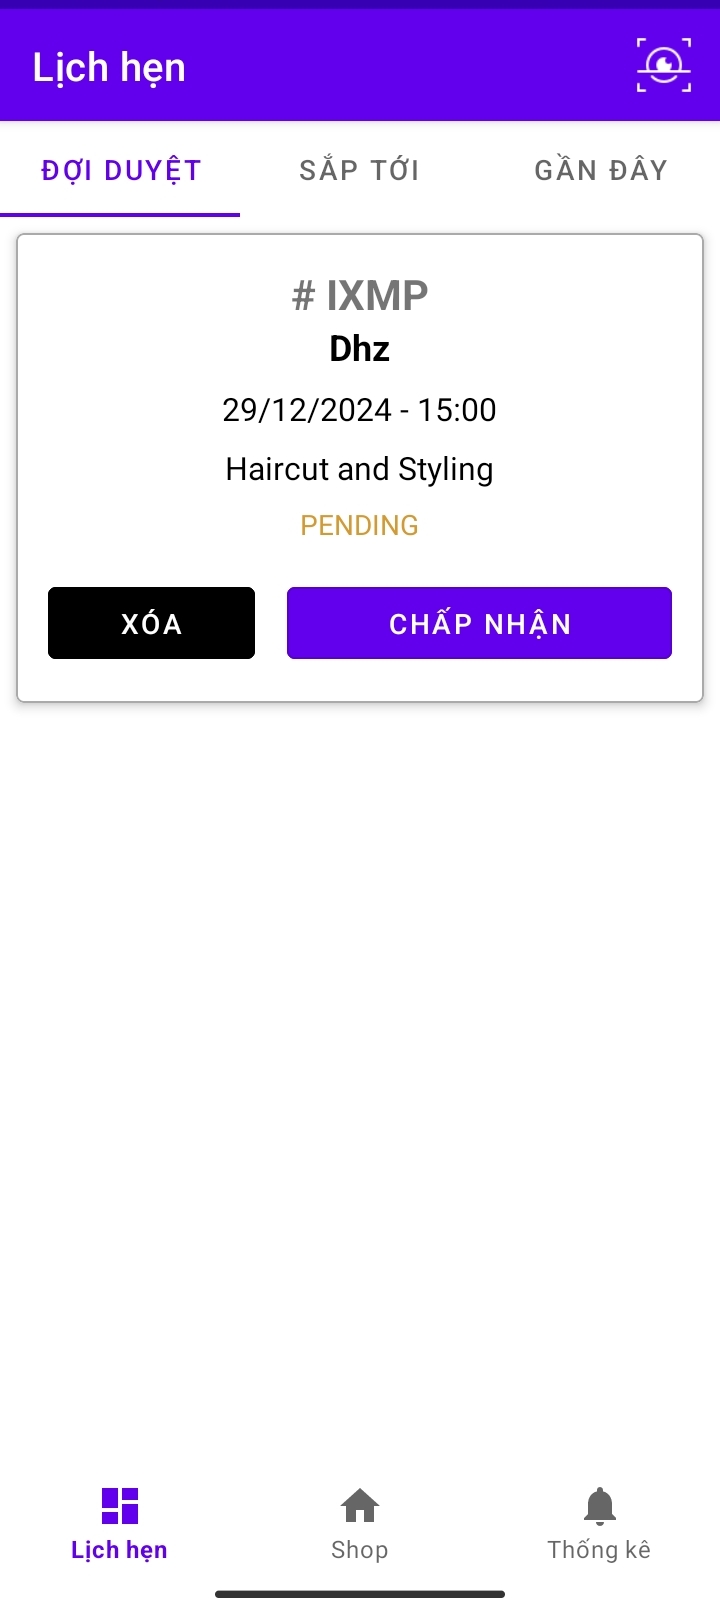 Lịch hẹn
ĐỢI DUYỆT SẮP TỚI GẦN ĐÂY
# IXMP
Dhz
29/12/2024 - 15:00
Haircut and Styling
PENDING
XÓA CHẤP NHẬN
Lịch hẹn Shop Thống kê